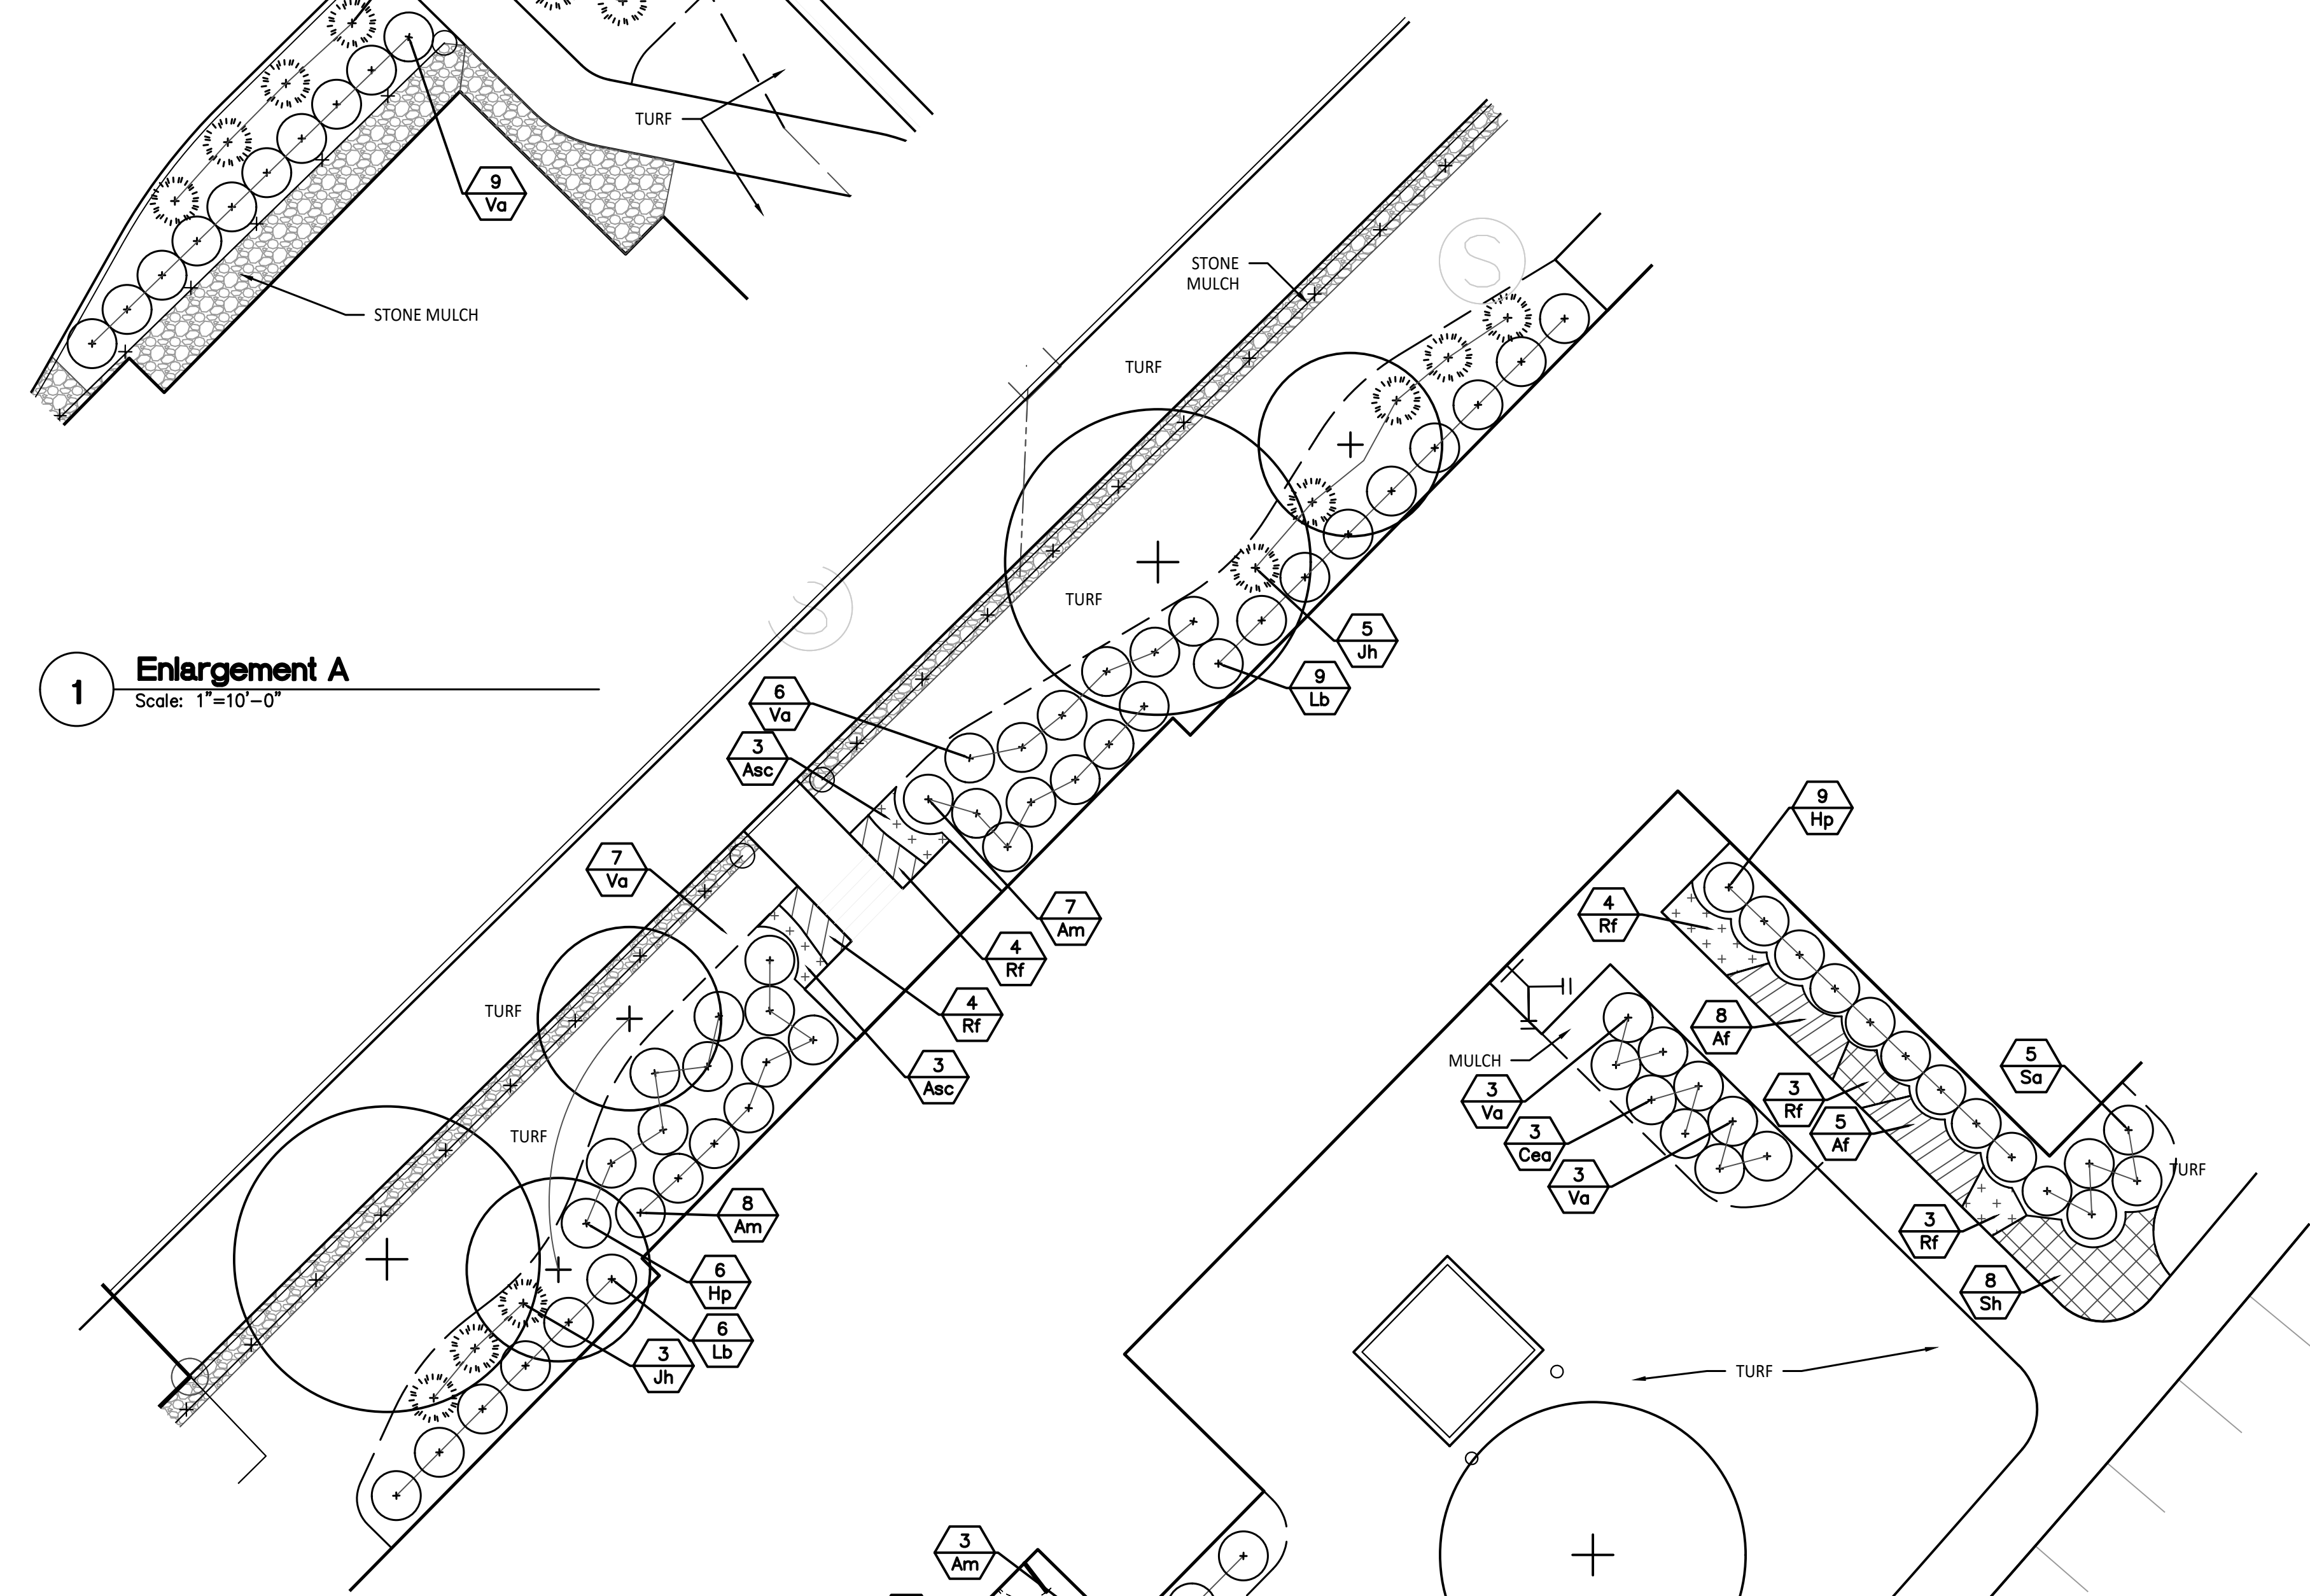 TURF
9
Va
STONE MULCH
STONE
MULCH
S
TURF
TURF
S
1
Enlargement A
Scale: 1"=10'-0"
5
Jh
9
Lb
6
Va
3
Asc
7
Va
7
Am
4
Rf
4
Rf
3
Asc
TURF
TURF
8
Am
6
Hp
6
Lb
3
Jh
9
Hp
4
Rf
8
Af
MULCH
3
Va
3
Cea
3
Va
3
Rf
5
Af
5
Sa
TURF
3
Rf
8
Sh
TURF
3
Am